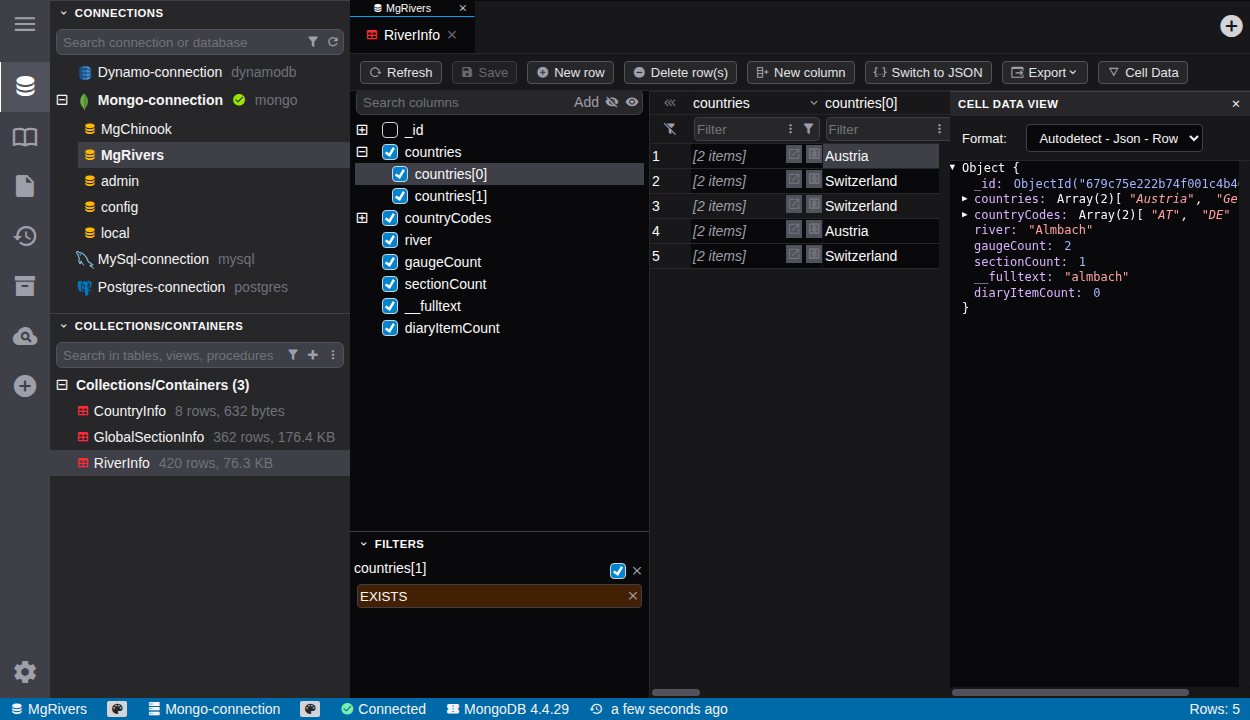 CONNECTIONS
Search connection or database
Dynamo-connection dynamodb
Mongo-connection mongo
MgChinook
MgRivers
admin
config
local
MySql-connection mysql
Postgres-connection postgres
COLLECTIONS/CONTAINERS
Search in tables, views, procedures
Collections/Containers (3)
CountryInfo 8 rows, 632 bytes
GlobalSectionInfo 362 rows, 176.4 KB
RiverInfo 420 rows, 76.3 KB
MgRivers
RiverInfo
Refresh Save New row Delete row(s) New column Switch to JSON Export Cell Data
Search columns Add
_id
countries
countries[0]
countries[1]
countryCodes
river
gaugeCount
sectionCount
__fulltext
diaryItemCount
FILTERS
countries[1]
EXISTS
countries countries[0]
Filter Filter
1 [2 items] Austria
2 [2 items] Switzerland
3 [2 items] Switzerland
4 [2 items] Austria
5 [2 items] Switzerland
CELL DATA VIEW
Format: Autodetect - Json - Row
Object {
_id: ObjectId("679c75e222b74f001c4b4
countries: Array(2)[ "Austria", "Ge
countryCodes: Array(2)[ "AT", "DE"
river: "Almbach"
gaugeCount: 2
sectionCount: 1
__fulltext: "almbach"
diaryItemCount: 0
}
MgRivers Mongo-connection Connected MongoDB 4.4.29 a few seconds ago Rows: 5